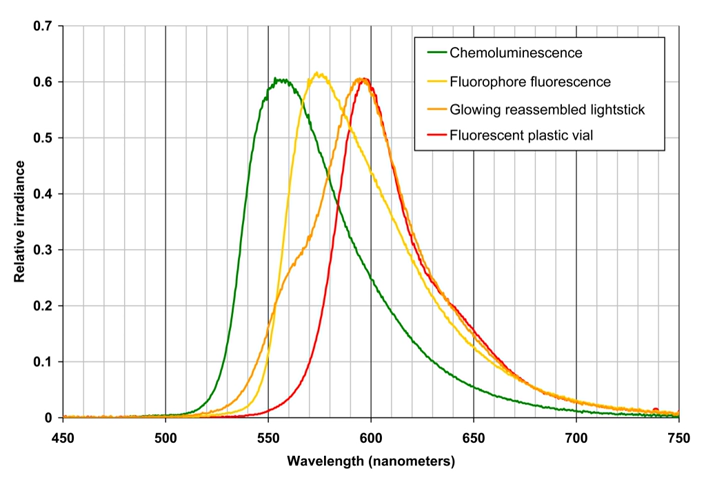 0.7
0.6
0.5
0.4
0.3
0.2
0.1
0
Relative irradiance
Chemoluminescence
Fluorophore fluorescence
Glowing reassembled lightstick
Fluorescent plastic vial
450 500 550 600 650 700 750
Wavelength (nanometers)